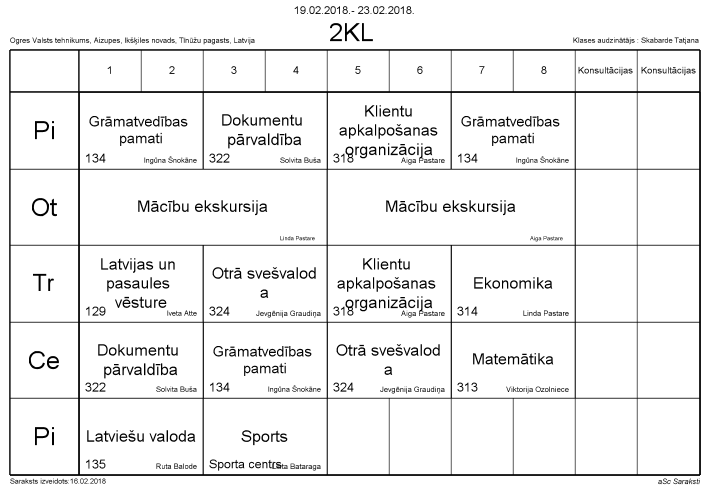 19.02.2018.- 23.02.2018.
2KL
Ogres Valsts tehnikums, Aizupes, Ikšķiles novads, Tīnūžu pagasts, Latvija
Klases audzinātājs : Skabarde Tatjana
1 2 3 4 5 6 7 8 Konsultācijas Konsultācijas
Pi
Grāmatvedības
pamati
134 Ingūna Šnokāne
Dokumentu
pārvaldība
322 Solvita Buša
Klientu
apkalpošanas
organizācija
318 Aiga Pastare
Grāmatvedības
pamati
134 Ingūna Šnokāne
Ot
Mācību ekskursija
Linda Pastare
Mācību ekskursija
Aiga Pastare
Tr
Latvijas un
pasaules
vēsture
129 Iveta Atte
Otrā svešvalod
a
324 Jevgēnija Graudiņa
Klientu
apkalpošanas
organizācija
318 Aiga Pastare
Ekonomika
314 Linda Pastare
Ce
Dokumentu
pārvaldība
322 Solvita Buša
Grāmatvedības
pamati
134 Ingūna Šnokāne
Otrā svešvalod
a
324 Jevgēnija Graudiņa
Matemātika
313 Viktorija Ozolniece
Pi
Latviešu valoda
135 Ruta Balode
Sports
Sporta centrs Bataraga
Saraksts izveidots:16.02.2018
aSc Saraksti